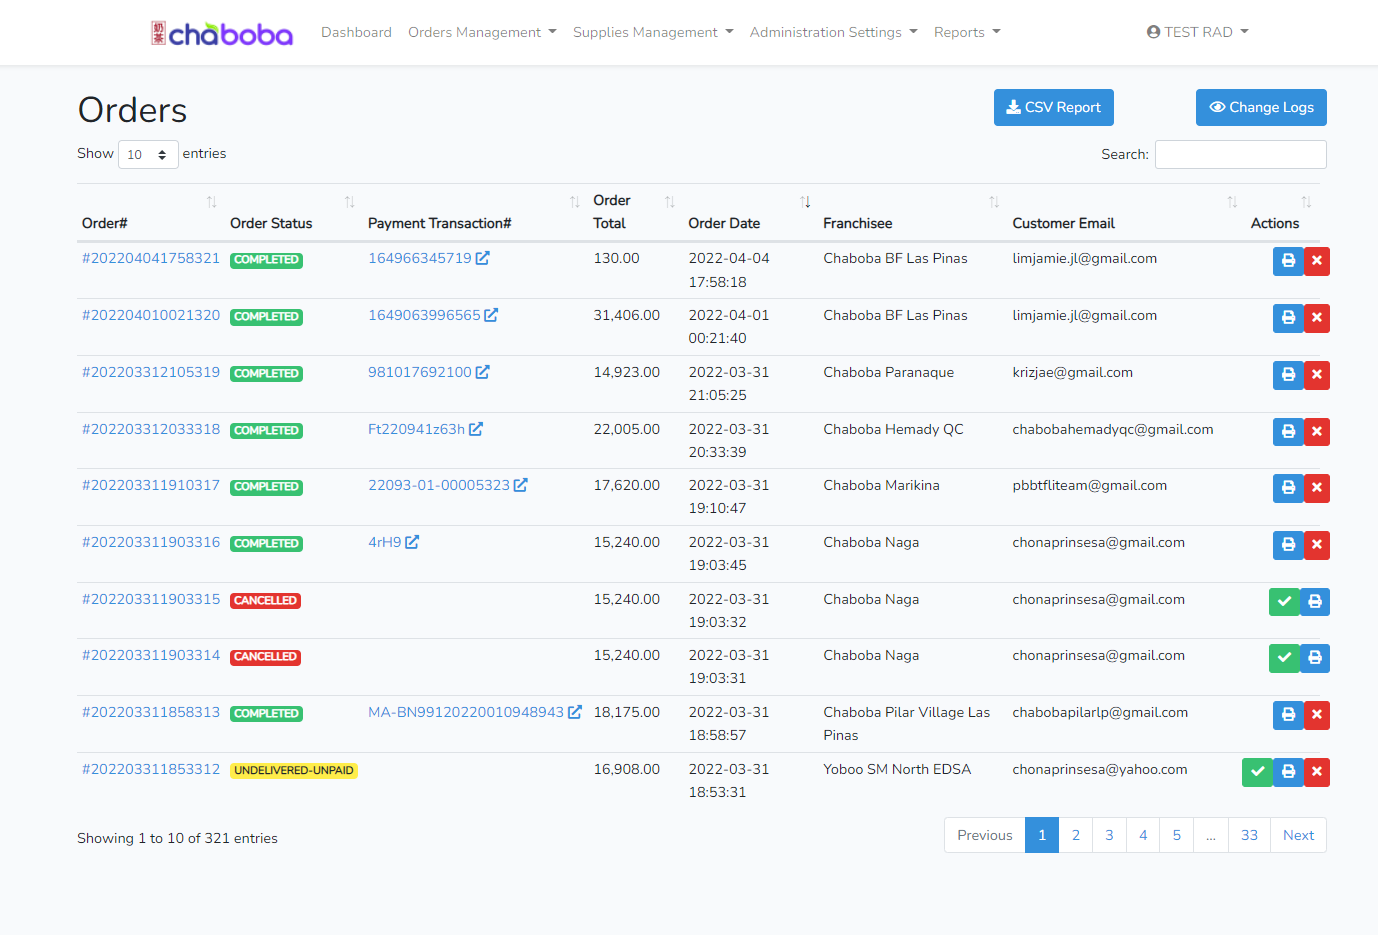 奶茶 chaboba Dashboard Orders Management Supplies Management Administration Settings Reports TEST RAD
Orders CSV Report Change Logs
Show 10 entries Search:
Order# Order Status Payment Transaction# Order Total Order Date Franchisee Customer Email Actions
#202204041758321 COMPLETED 164966345719 130.00 2022-04-04 17:58:18 Chaboba BF Las Pinas limjamie.jl@gmail.com
#202204010021320 COMPLETED 1649063996565 31,406.00 2022-04-01 00:21:40 Chaboba BF Las Pinas limjamie.jl@gmail.com
#202203312105319 COMPLETED 981017692100 14,923.00 2022-03-31 21:05:25 Chaboba Paranaque krizjae@gmail.com
#202203312033318 COMPLETED Ft220941z63h 22,005.00 2022-03-31 20:33:39 Chaboba Hemady QC chabobahemadyqc@gmail.com
#202203311910317 COMPLETED 22093-01-00005323 17,620.00 2022-03-31 19:10:47 Chaboba Marikina pbbtfliteam@gmail.com
#202203311903316 COMPLETED 4rH9 15,240.00 2022-03-31 19:03:45 Chaboba Naga chonaprinsesa@gmail.com
#202203311903315 CANCELLED 15,240.00 2022-03-31 19:03:32 Chaboba Naga chonaprinsesa@gmail.com
#202203311903314 CANCELLED 15,240.00 2022-03-31 19:03:31 Chaboba Naga chonaprinsesa@gmail.com
#202203311858313 COMPLETED MA-BN99120220010948943 18,175.00 2022-03-31 18:58:57 Chaboba Pilar Village Las Pinas chabobapilarlp@gmail.com
#202203311853312 UNDELIVERED-UNPAID 16,908.00 2022-03-31 18:53:31 Yoboo SM North EDSA chonaprinsesa@yahoo.com
Showing 1 to 10 of 321 entries Previous 1 2 3 4 5 ... 33 Next